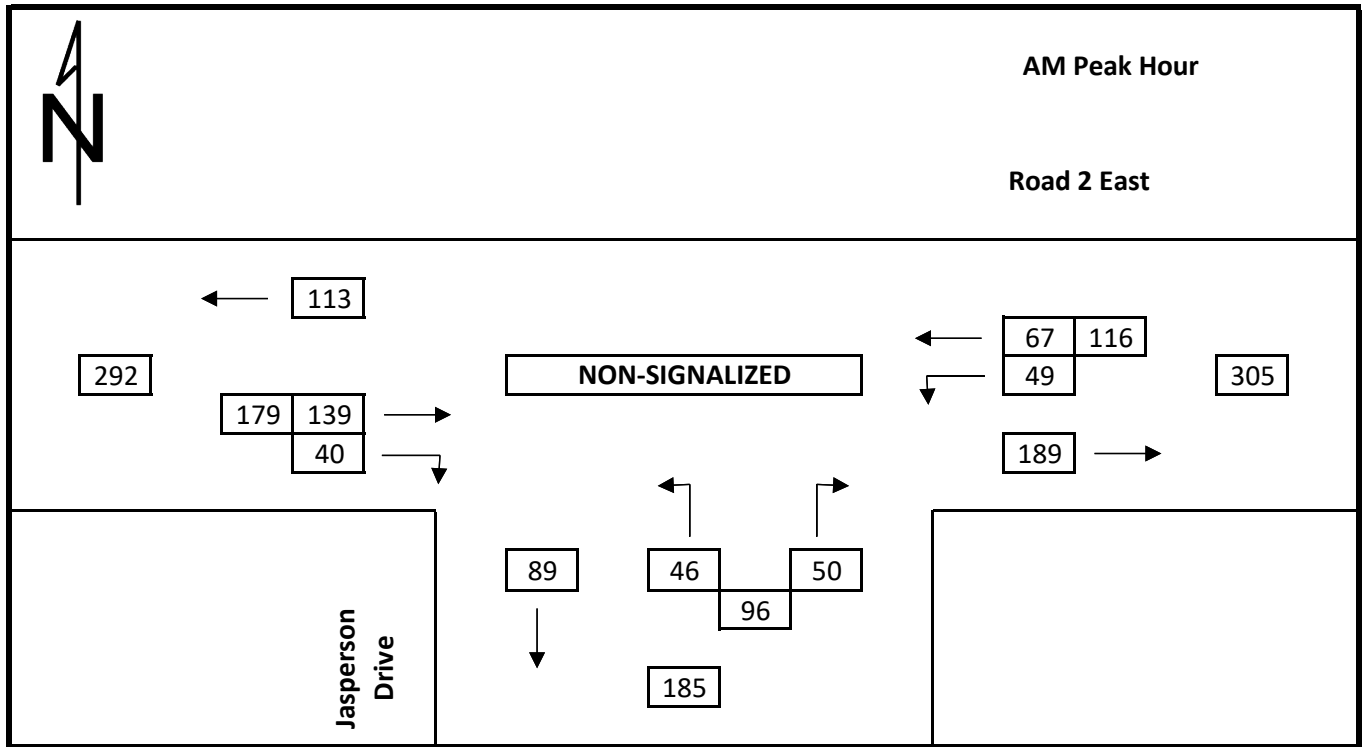 N
AM Peak Hour
Road 2 East
113
67 116
292
NON-SIGNALIZED
49
305
179 139
40
189
89
46
50
96
Jasperson
Drive
185